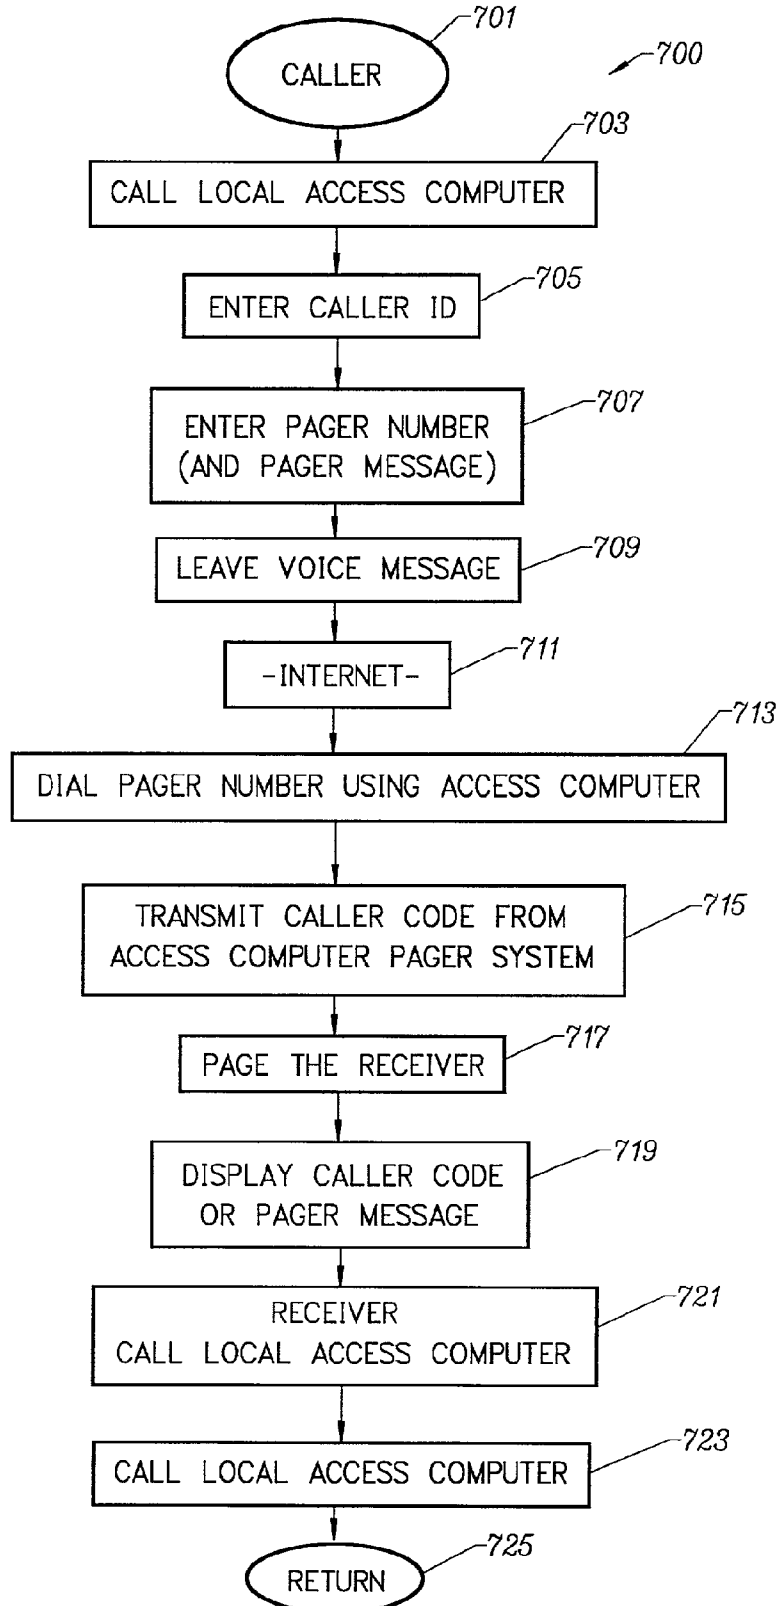 701
CALLER
700
703
CALL LOCAL ACCESS COMPUTER
705
ENTER CALLER ID
707
ENTER PAGER NUMBER
(AND PAGER MESSAGE)
709
LEAVE VOICE MESSAGE
711
-INTERNET-
713
DIAL PAGER NUMBER USING ACCESS COMPUTER
715
TRANSMIT CALLER CODE FROM
ACCESS COMPUTER PAGER SYSTEM
717
PAGE THE RECEIVER
719
DISPLAY CALLER CODE
OR PAGER MESSAGE
721
RECEIVER
CALL LOCAL ACCESS COMPUTER
723
CALL LOCAL ACCESS COMPUTER
725
RETURN